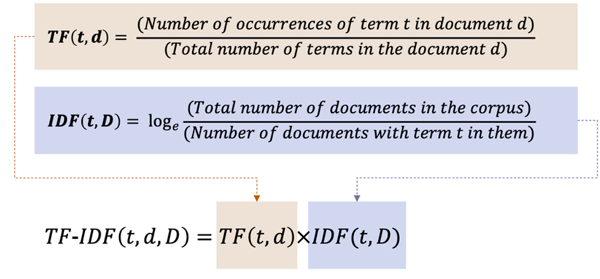 TF(t,d) = (Number of occurrences of term t in document d) / (Total number of terms in the document d)
IDF(t,D) = logₑ (Total number of documents in the corpus) / (Number of documents with term t in them)
TF-IDF(t,d,D) = TF(t,d)×IDF(t,D)